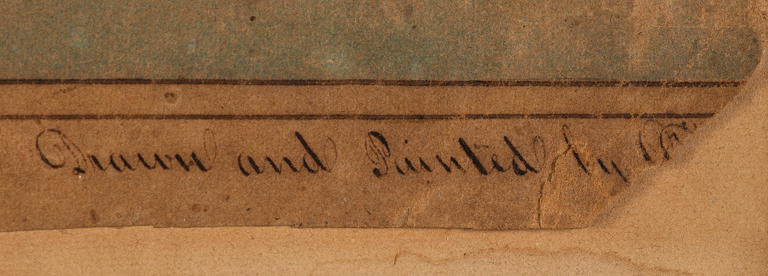 Drawn and Painted by